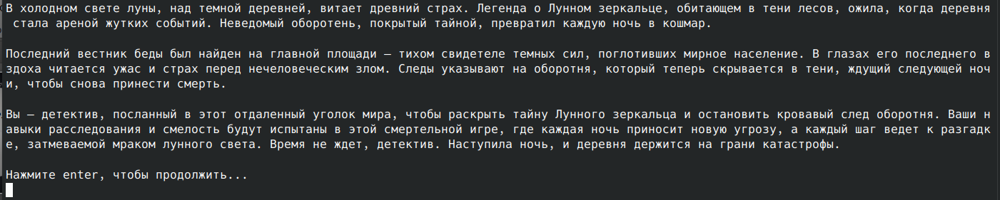 В холодном свете луны, над темной деревней, витает древний страх. Легенда о Лунном зеркальце, обитающем в тени лесов, ожила, когда деревня
стала ареной жутких событий. Неведомый оборотень, покрытый тайной, превратил каждую ночь в кошмар.
Последний вестник беды был найден на главной площади — тихом свидетеле темных сил, поглотивших мирное население. В глазах его последнего в
здоха читается ужас и страх перед нечеловеческим злом. Следы указывают на оборотня, который теперь скрывается в тени, ждущий следующей ноч
и, чтобы снова принести смерть.
Вы — детектив, посланный в этот отдаленный уголок мира, чтобы раскрыть тайну Лунного зеркальца и остановить кровавый след оборотня. Ваши н
авыки расследования и смелость будут испытаны в этой смертельной игре, где каждая ночь приносит новую угрозу, а каждый шаг ведет к разгадк
е, затмеваемой мраком лунного света. Время не ждет, детектив. Наступила ночь, и деревня держится на грани катастрофы.
Нажмите enter, чтобы продолжить...